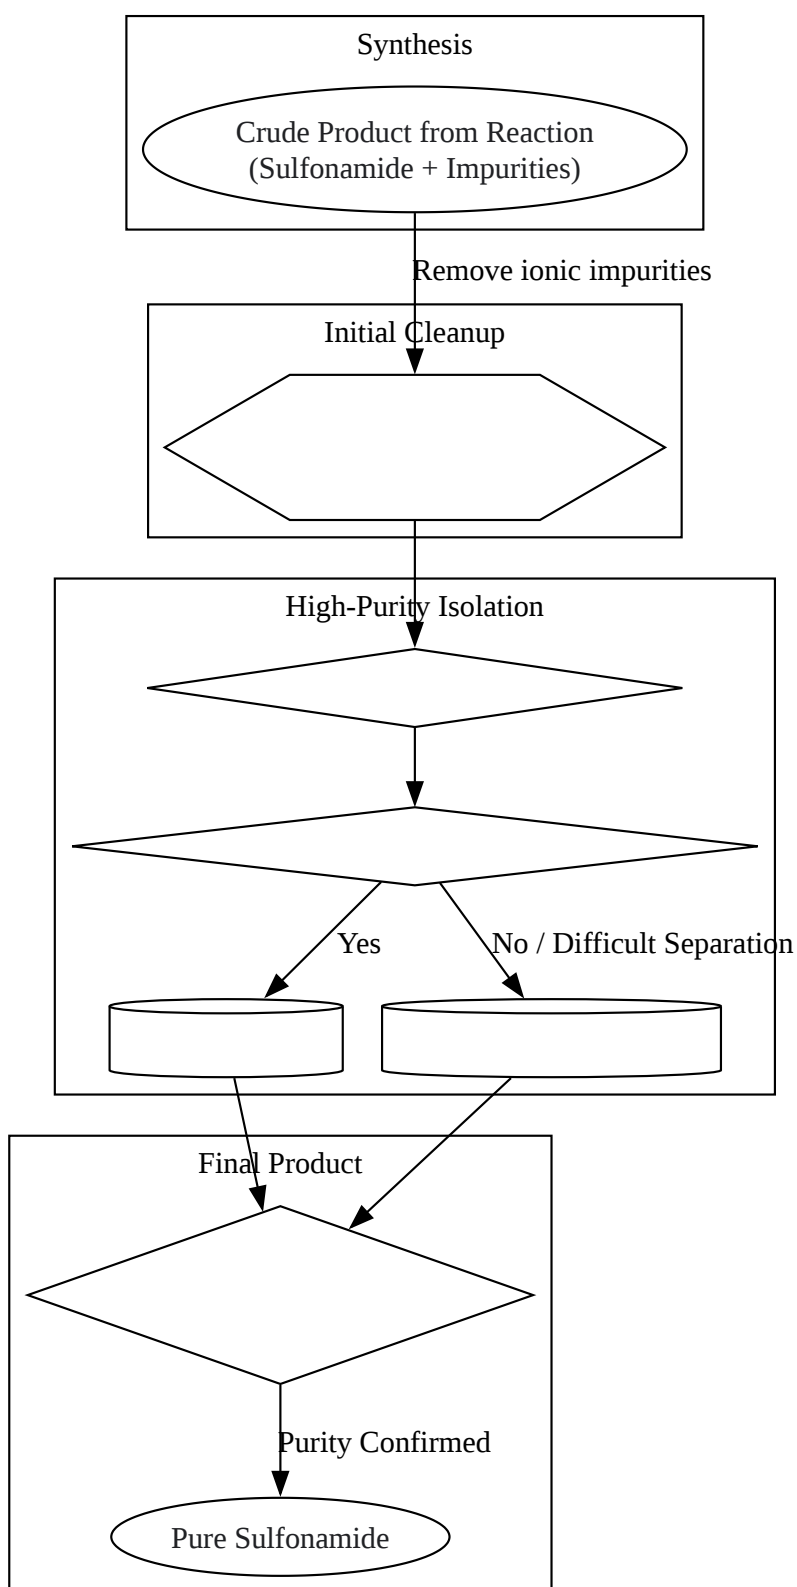 Synthesis
Crude Product from Reaction
(Sulfonamide + Impurities)
Remove ionic impurities
Initial Cleanup
High-Purity Isolation
Yes
No / Difficult Separation
Final Product
Purity Confirmed
Pure Sulfonamide